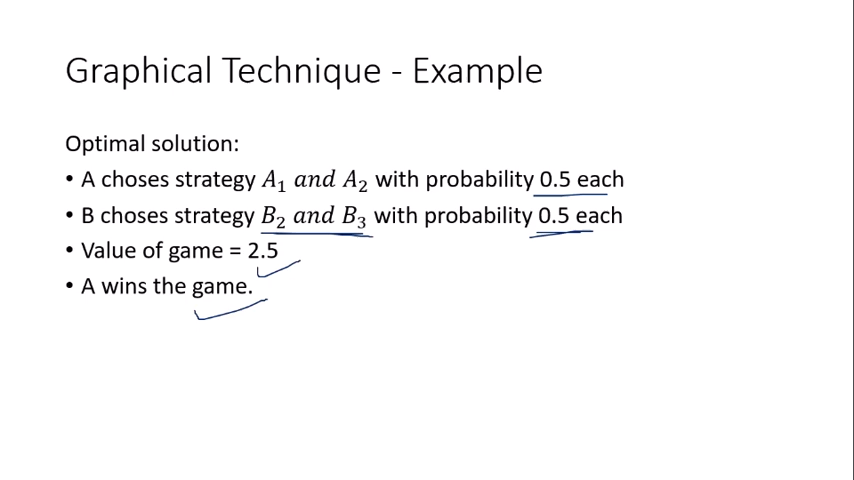 Graphical Technique - Example
Optimal solution:
• A choses strategy A₁ and A₂ with probability 0.5 each
• B choses strategy B₂ and B₃ with probability 0.5 each
• Value of game = 2.5
• A wins the game.